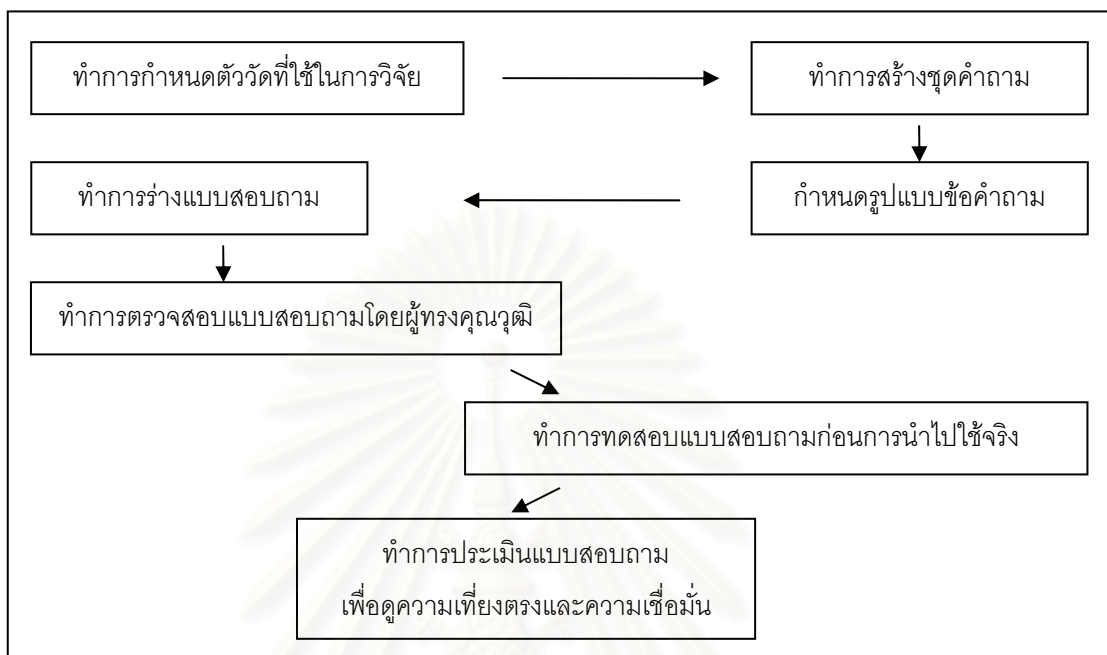 ทำการกำหนดตัววัดที่ใช้ในการวิจัย
ทำการสร้างชุดคำถาม
กำหนดรูปแบบข้อคำถาม
ทำการร่างแบบสอบถาม
ทำการตรวจสอบแบบสอบถามโดยผู้ทรงคุณวุฒิ
ทำการทดสอบแบบสอบถามก่อนการนำไปใช้จริง
ทำการประเมินแบบสอบถาม
เพื่อดูความเที่ยงตรงและความเชื่อมั่น